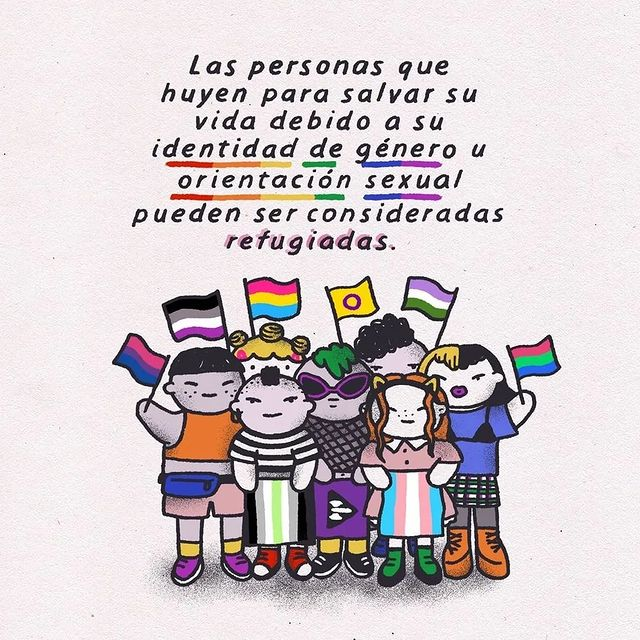 Las personas que
huyen para salvar su
vida debido a su
identidad de género u
orientación sexual
pueden ser consideradas
refugiadas.